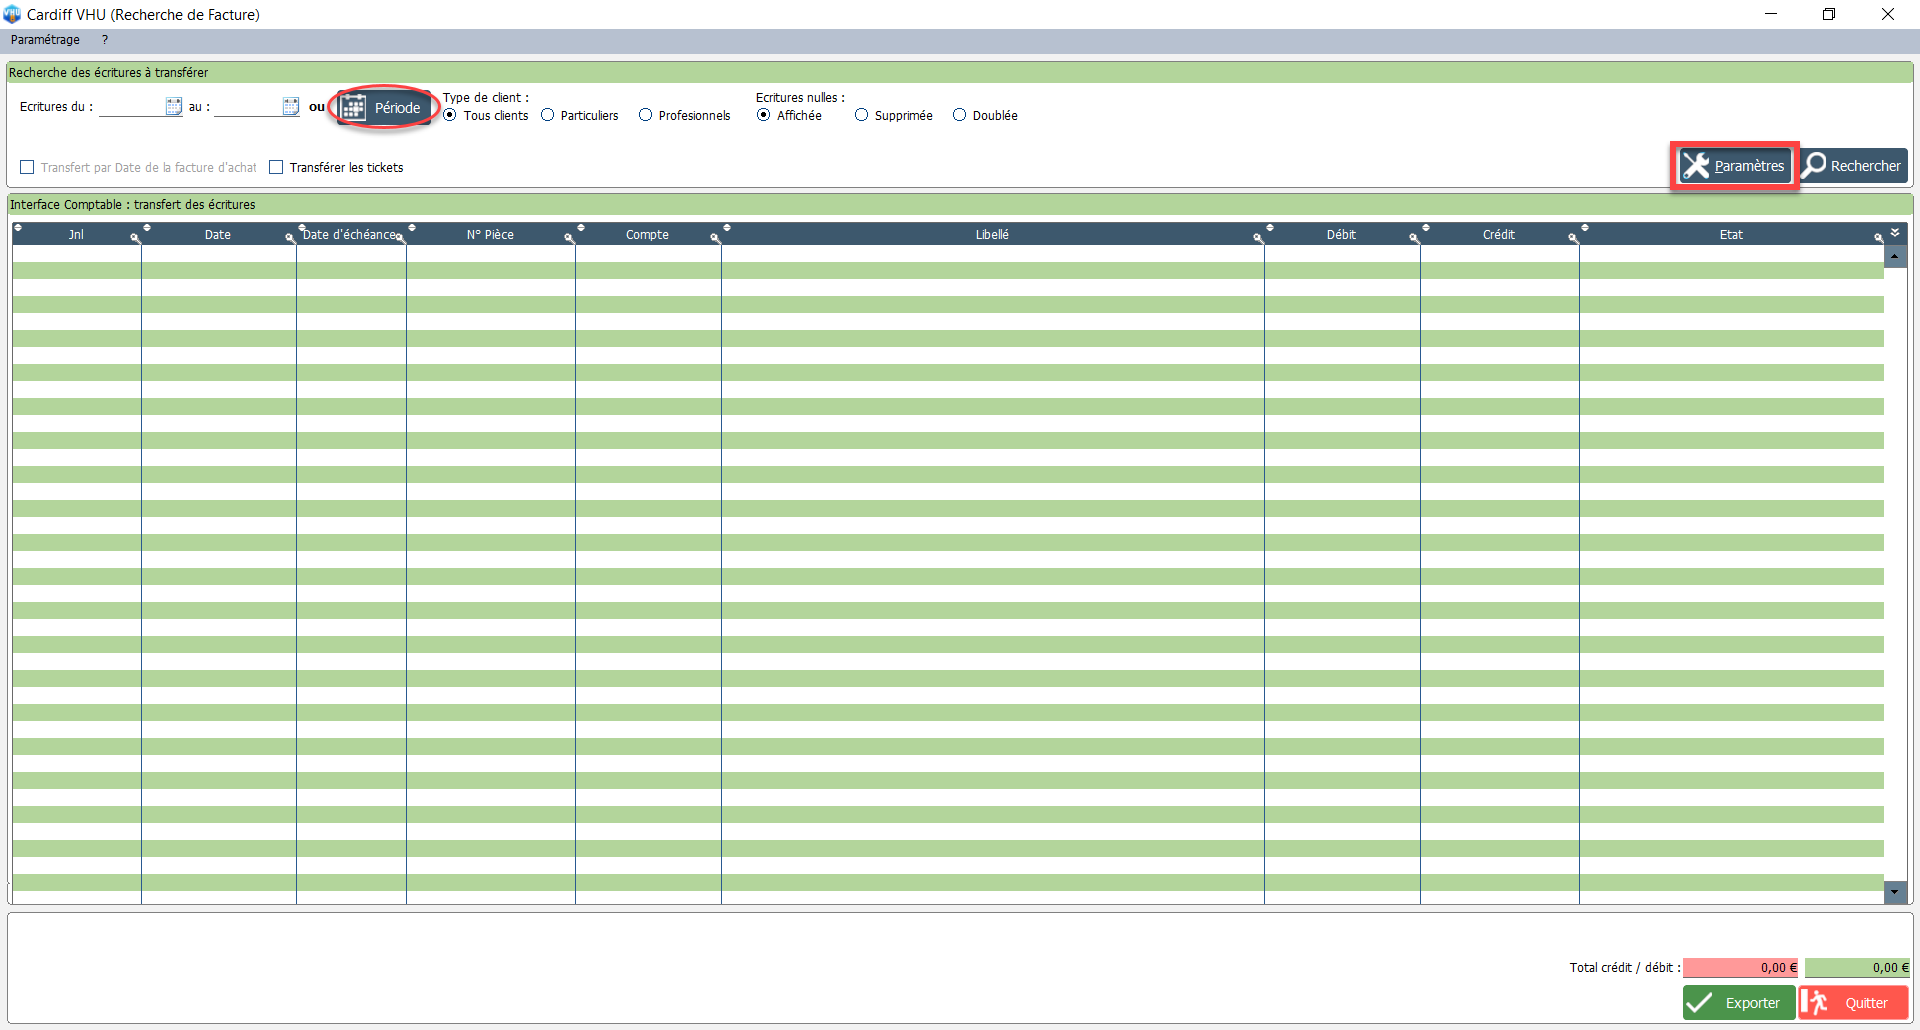 Cardiff VHU (Recherche de Facture)
Paramétrage ?
Recherche des écritures à transférer
Ecritures du : au : ou Période
Type de client :
Tous clients Particuliers Profesionnels
Ecritures nulles :
Affichée Supprimée Doublée
Transfert par Date de la facture d'achat Transférer les tickets
Paramètres Rechercher
Interface Comptable : transfert des écritures
Jnl Date Date d'échéance N° Pièce Compte Libellé Débit Crédit Etat
Total crédit / débit : 0,00 € 0,00 €
Exporter Quitter